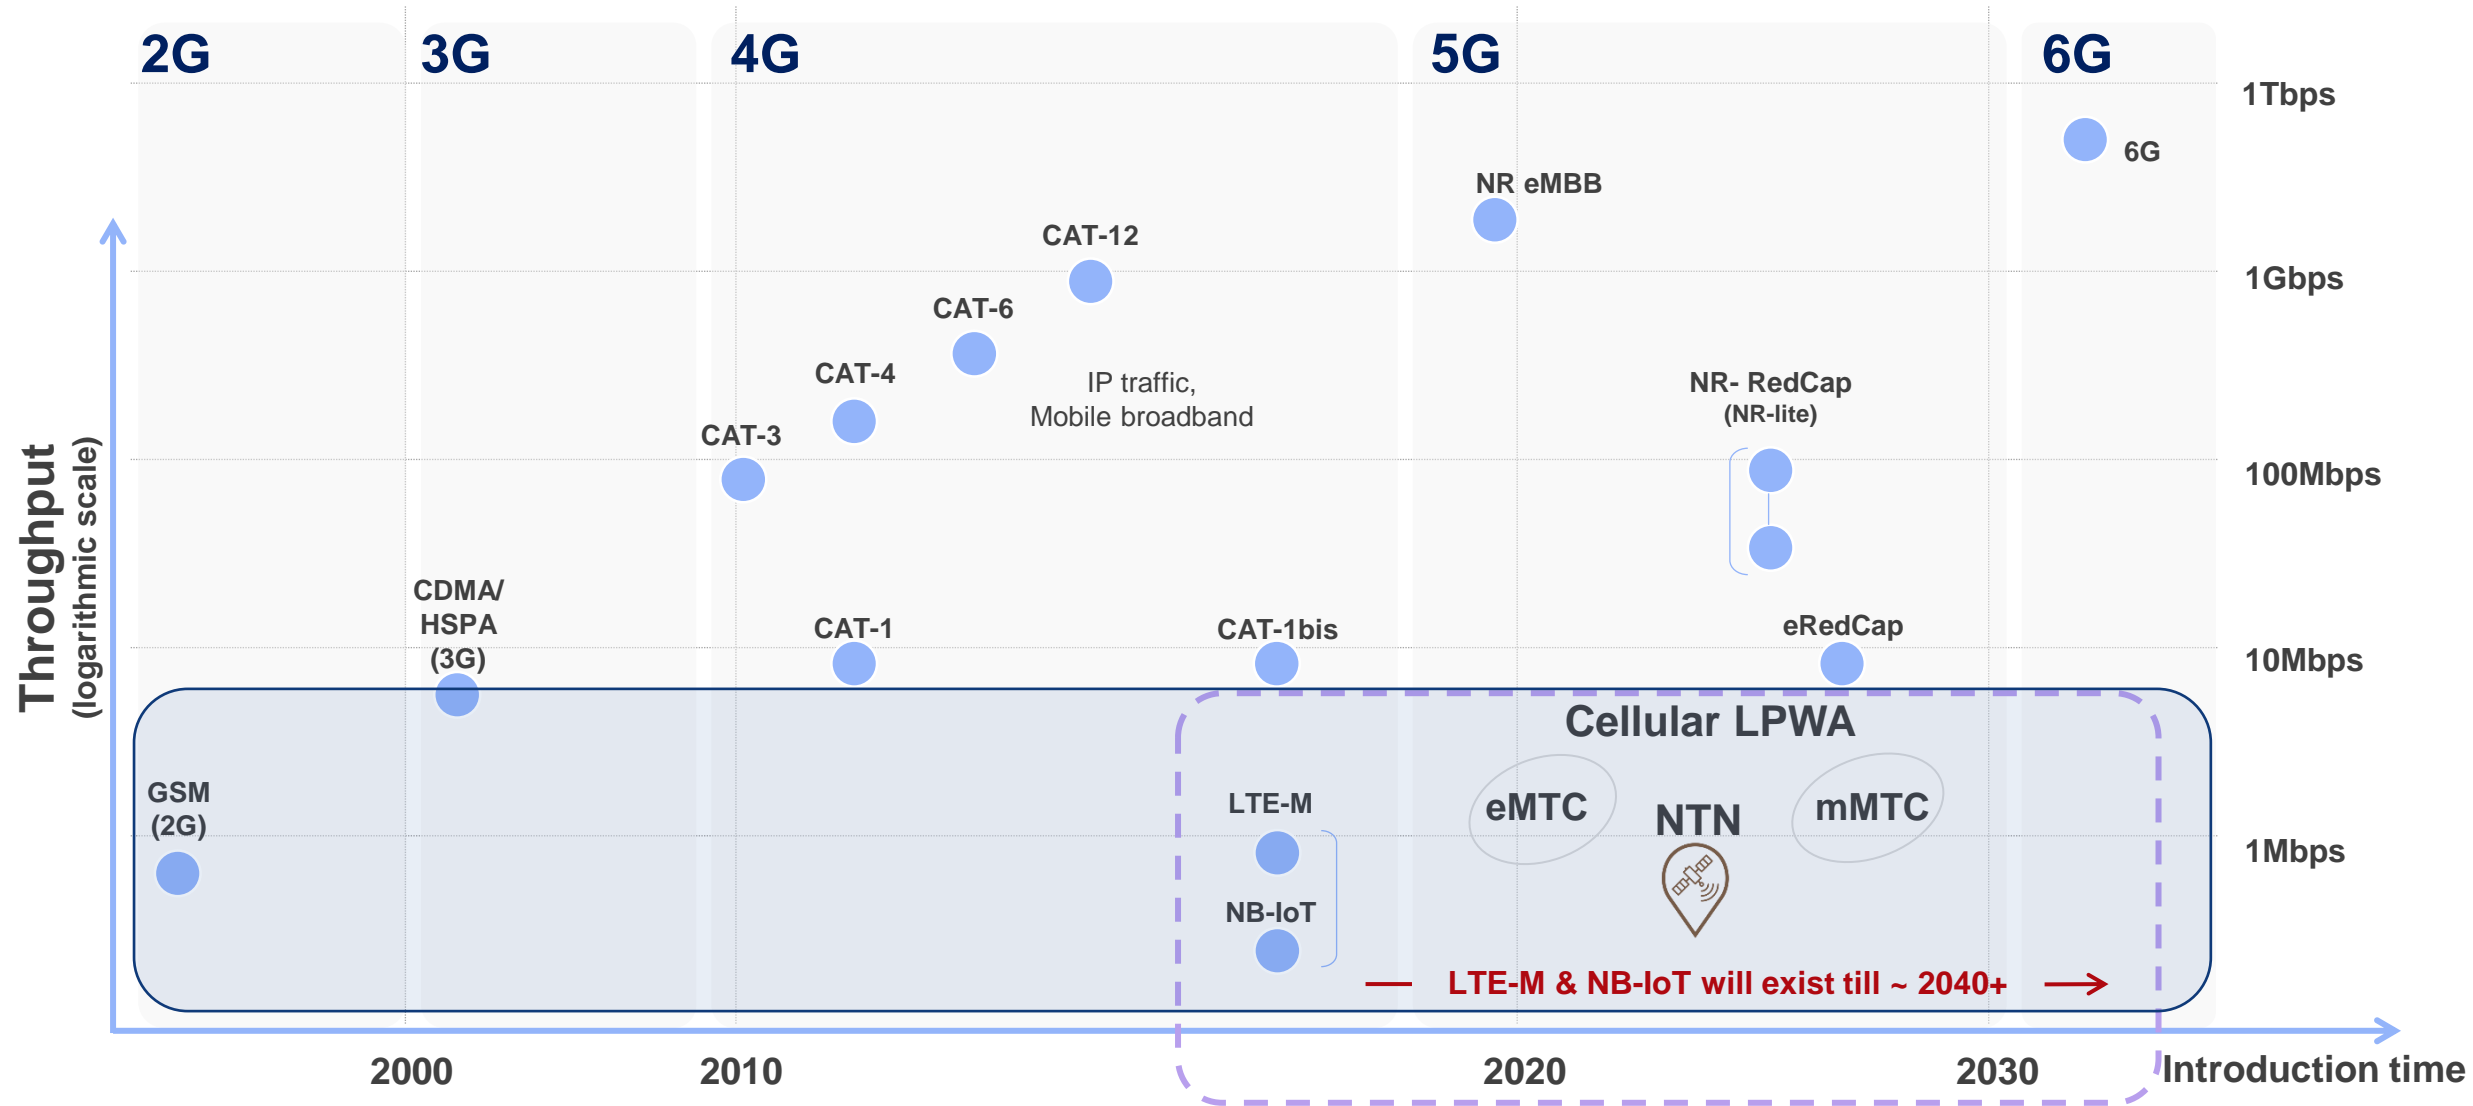 2G
3G
4G
5G
6G
1Tbps
6G
NR eMBB
CAT-12
1Gbps
CAT-6
CAT-4
IP traffic,
Mobile broadband
NR- RedCap
(NR-lite)
CAT-3
100Mbps
Throughput
(logarithmic scale)
CDMA/
HSPA
(3G)
CAT-1
CAT-1bis
eRedCap
10Mbps
Cellular LPWA
GSM
(2G)
LTE-M
eMTC
NTN
mMTC
1Mbps
NB-IoT
LTE-M & NB-IoT will exist till ~ 2040+
2000
2010
2020
2030
Introduction time